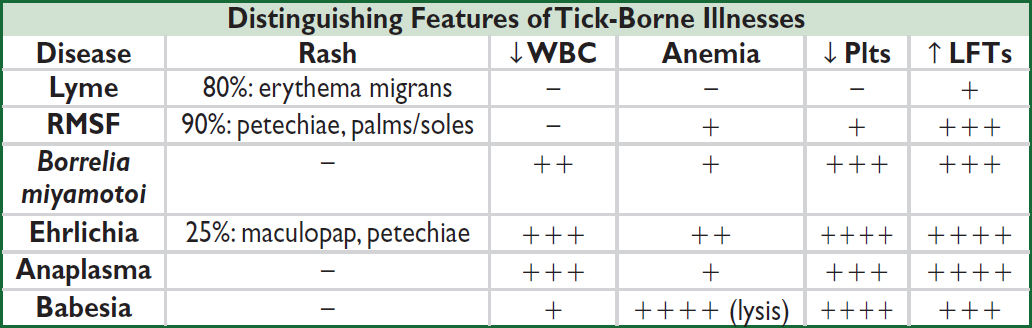 Distinguishing Features of Tick-Borne Illnesses
Disease Rash ↓WBC Anemia ↓Plts ↑LFTs
Lyme 80%: erythema migrans – – – +
RMSF 90%: petechiae, palms/soles – + + +++
Borrelia miyamotoi – ++ + +++ +++
Ehrlichia 25%: maculopap, petechiae +++ ++ ++++ ++++
Anaplasma – +++ + +++ ++++
Babesia – + ++++ (lysis) ++++ +++